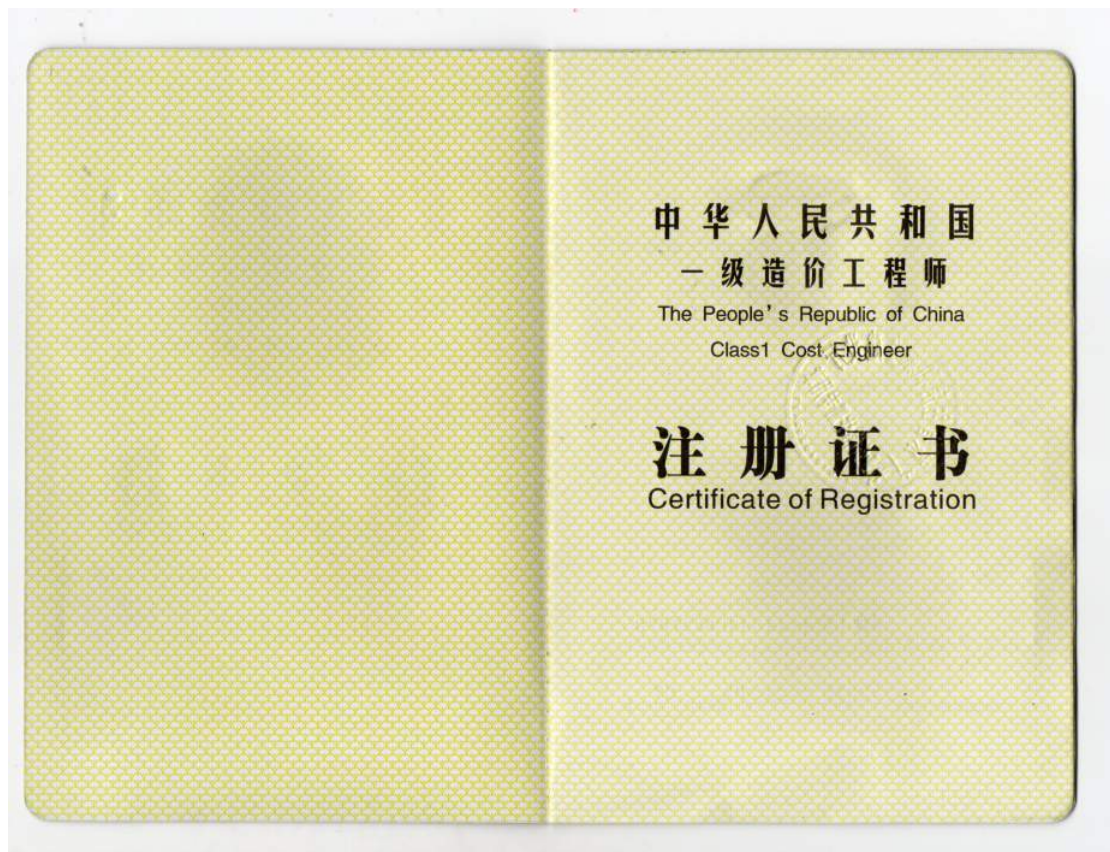 中华人民共和国
一级造价工程师
The People's Republic of China
Class1 Cost Engineer
注册证书
Certificate of Registration